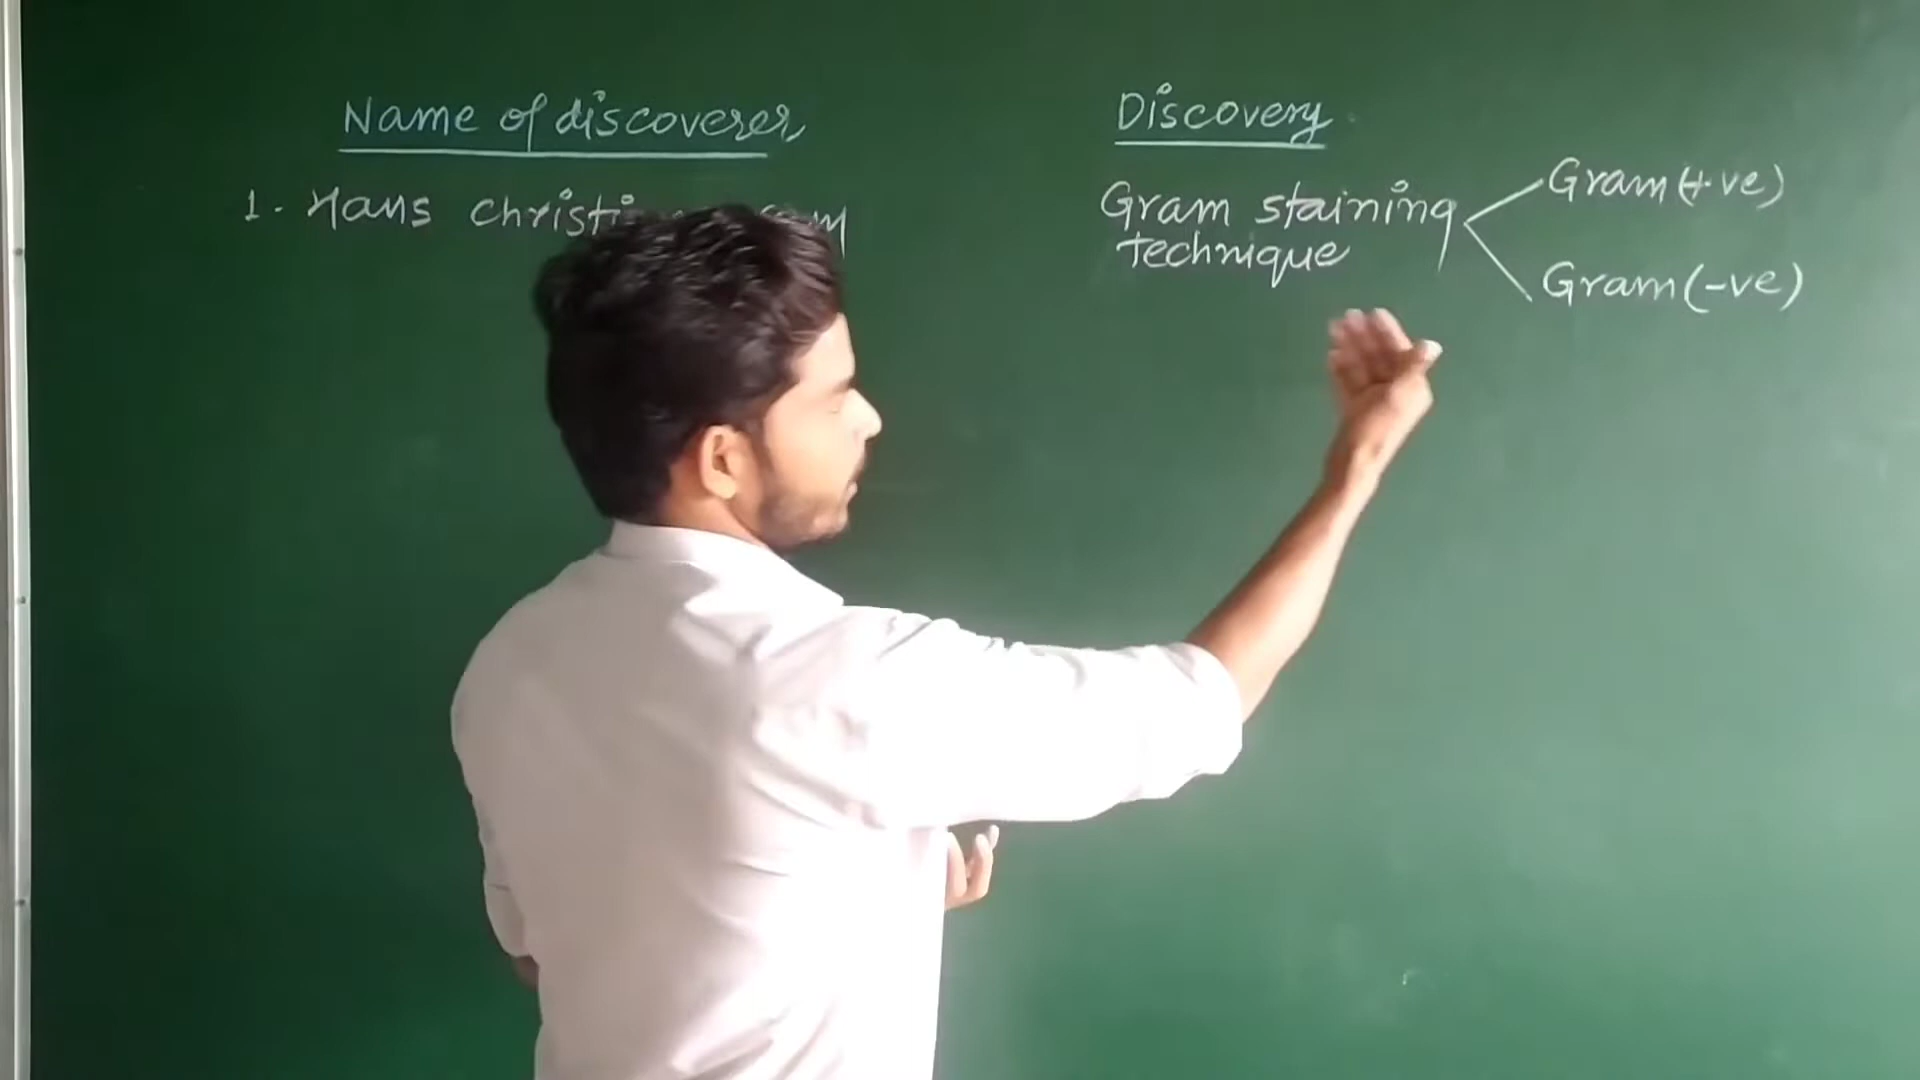 Name of discoverer
Discovery
1. Hans christi
Gram staining
technique
Gram (+ve)
Gram (-ve)